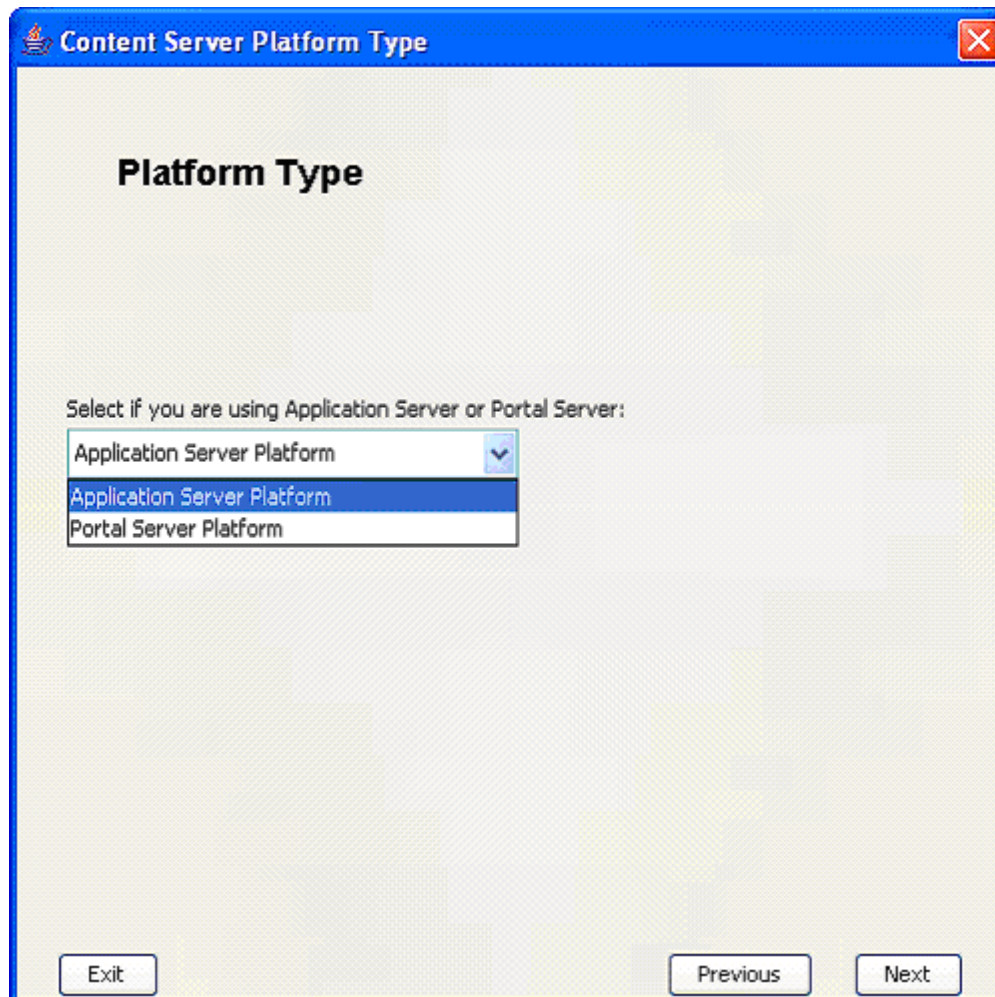 Content Server Platform Type
Platform Type
Select if you are using Application Server or Portal Server:
Application Server Platform
Application Server Platform
Portal Server Platform
Exit Previous Next